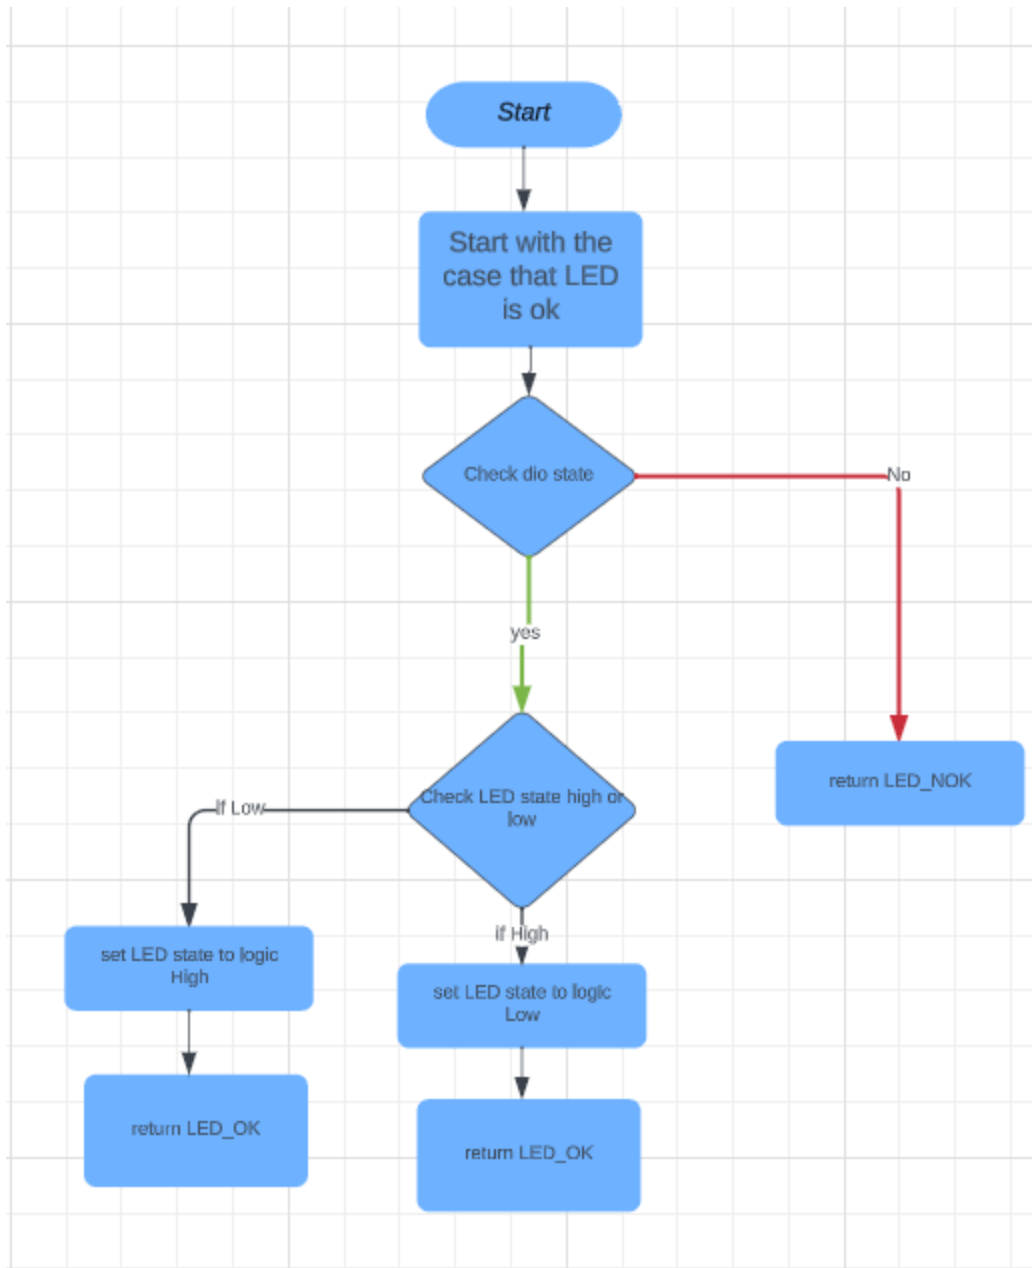 Start
Start with the
case that LED
is ok
Check dio state
No
yes
Check LED state high or
low
return LED_NOK
If Low
if High
set LED state to logic
High
set LED state to logic
Low
return LED_OK
return LED_OK